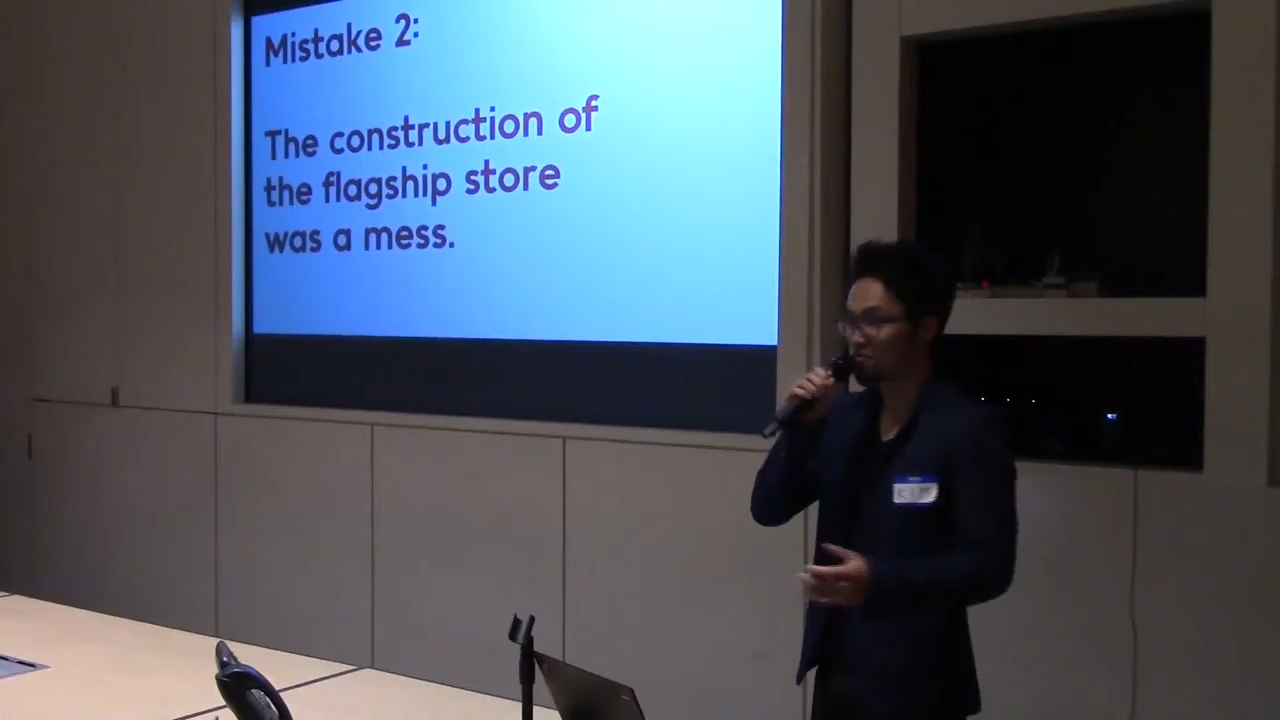 Mistake 2:
The construction of
the flagship store
was a mess.